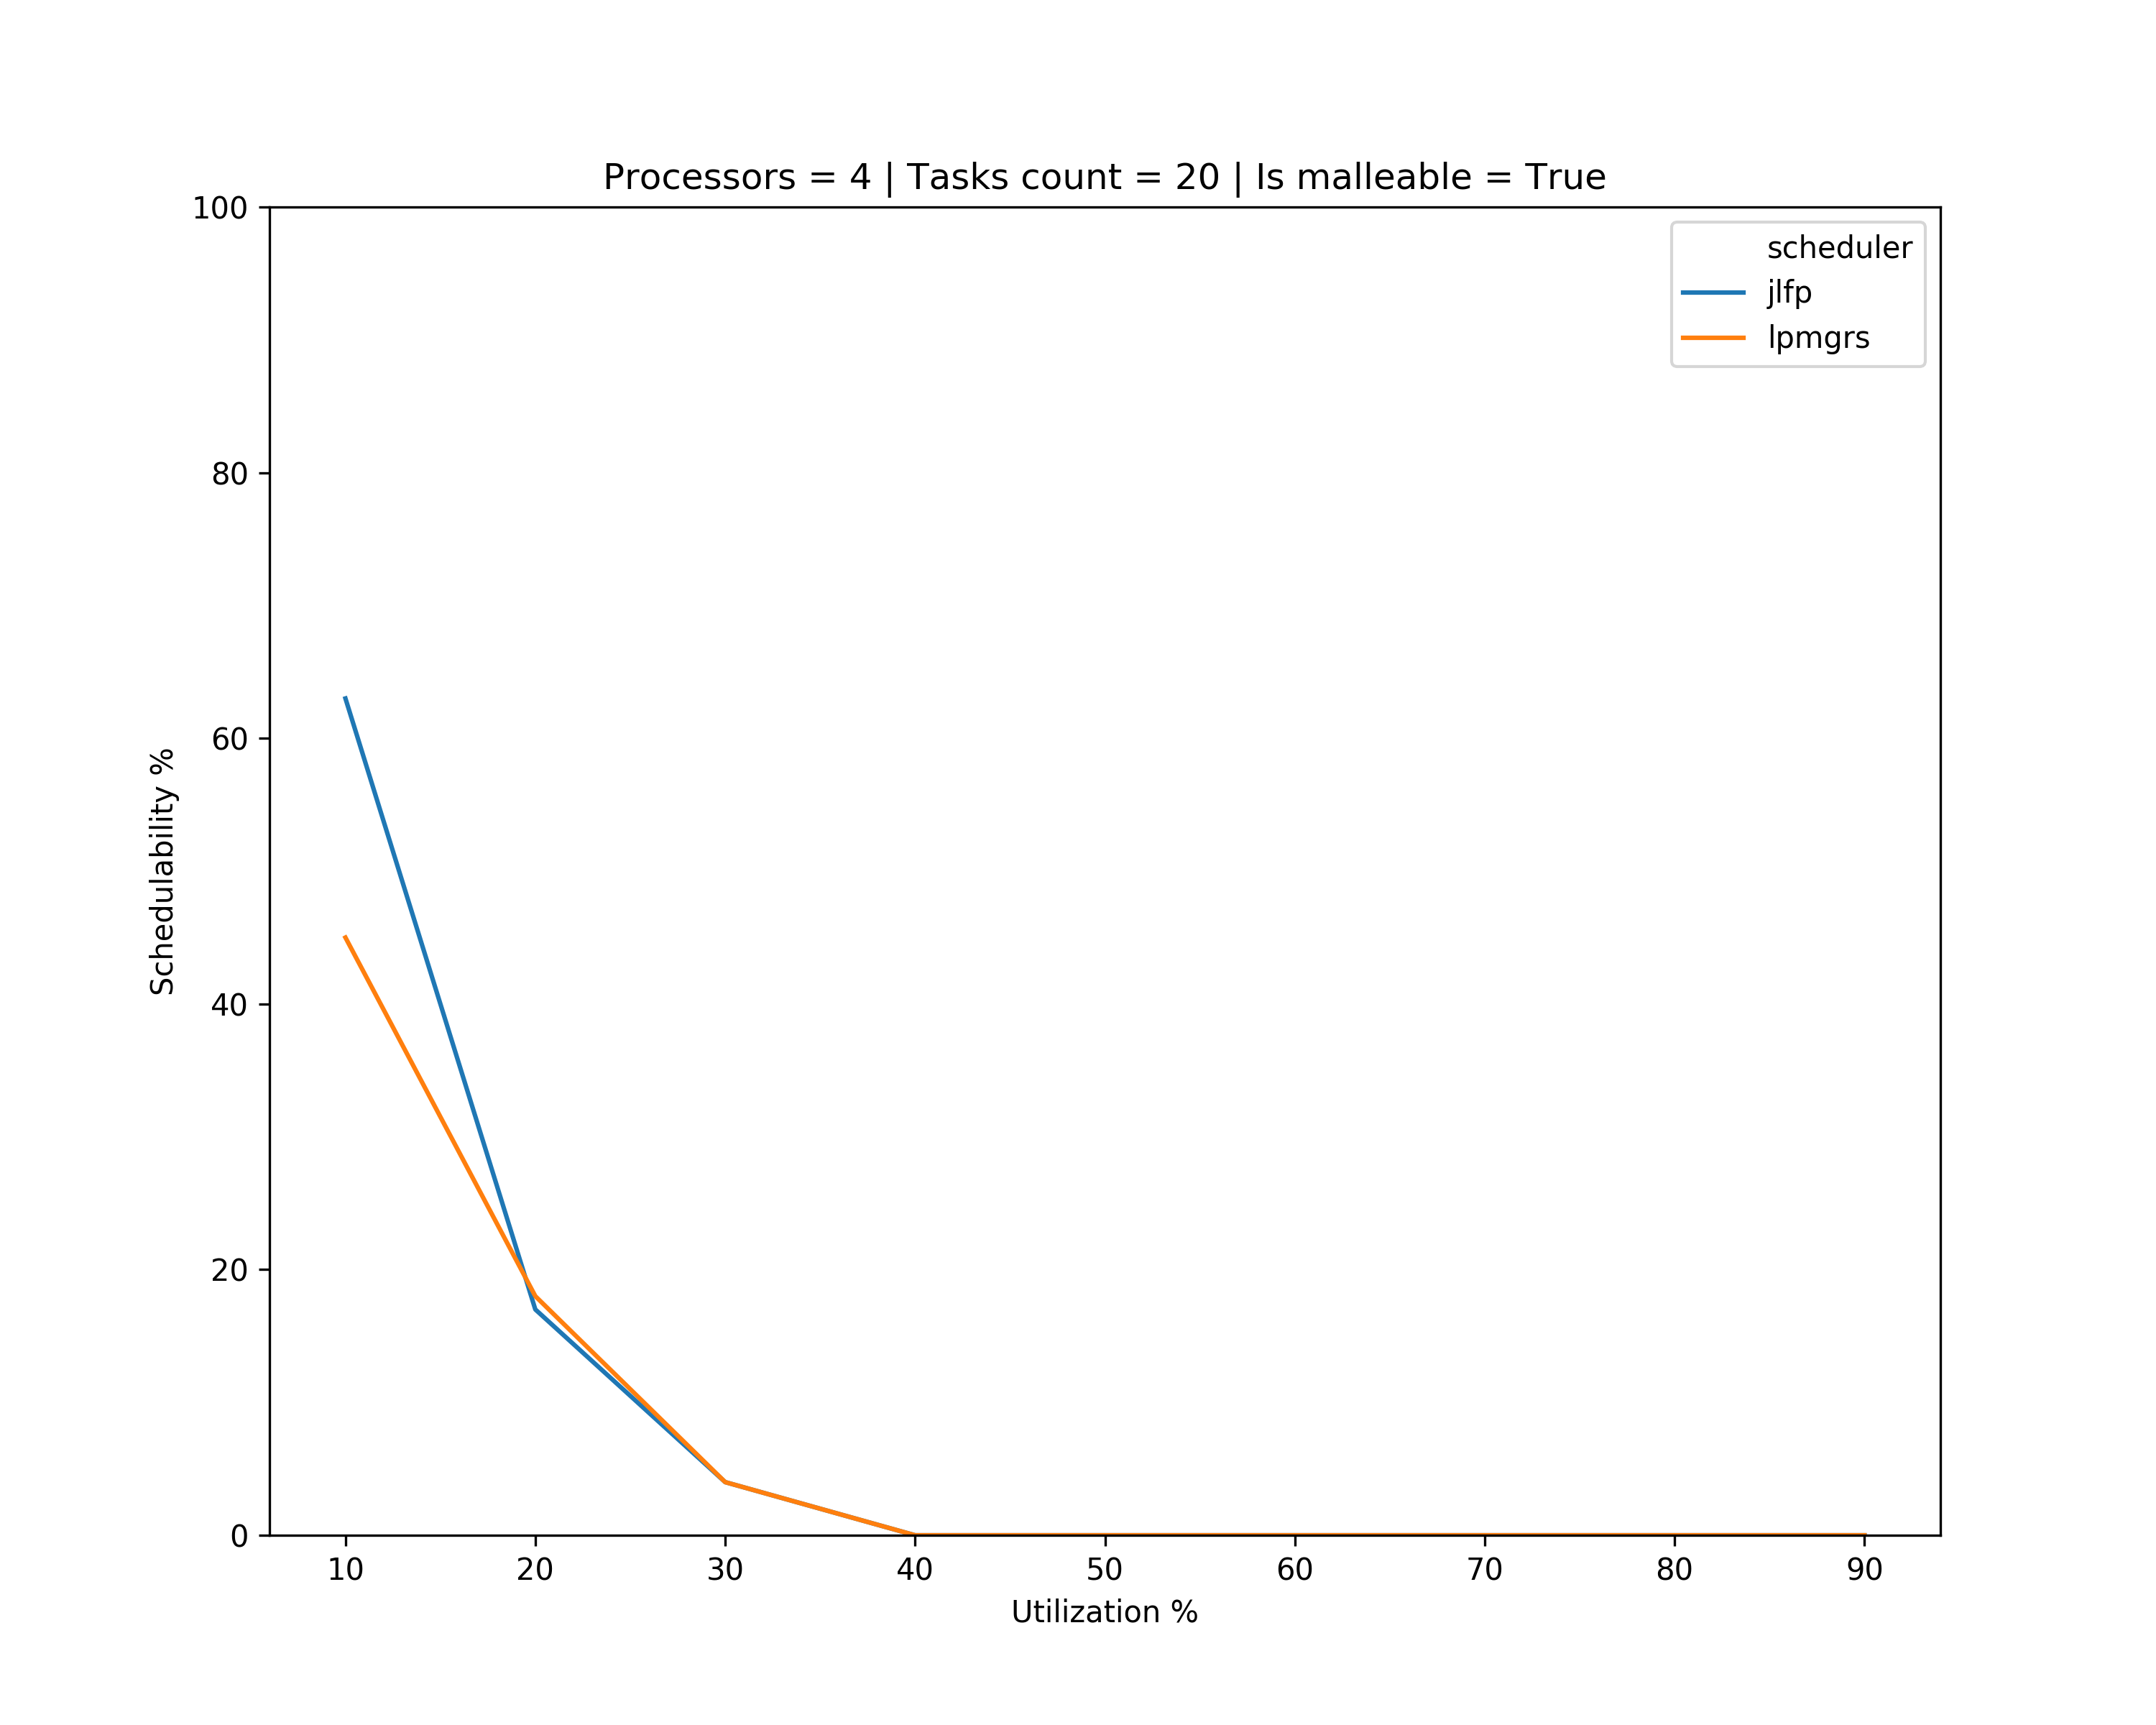 Processors = 4 | Tasks count = 20 | Is malleable = True
100
80
60
40
20
0
Schedulability %
scheduler
jlfp
lpmgrs
10 20 30 40 50 60 70 80 90
Utilization %